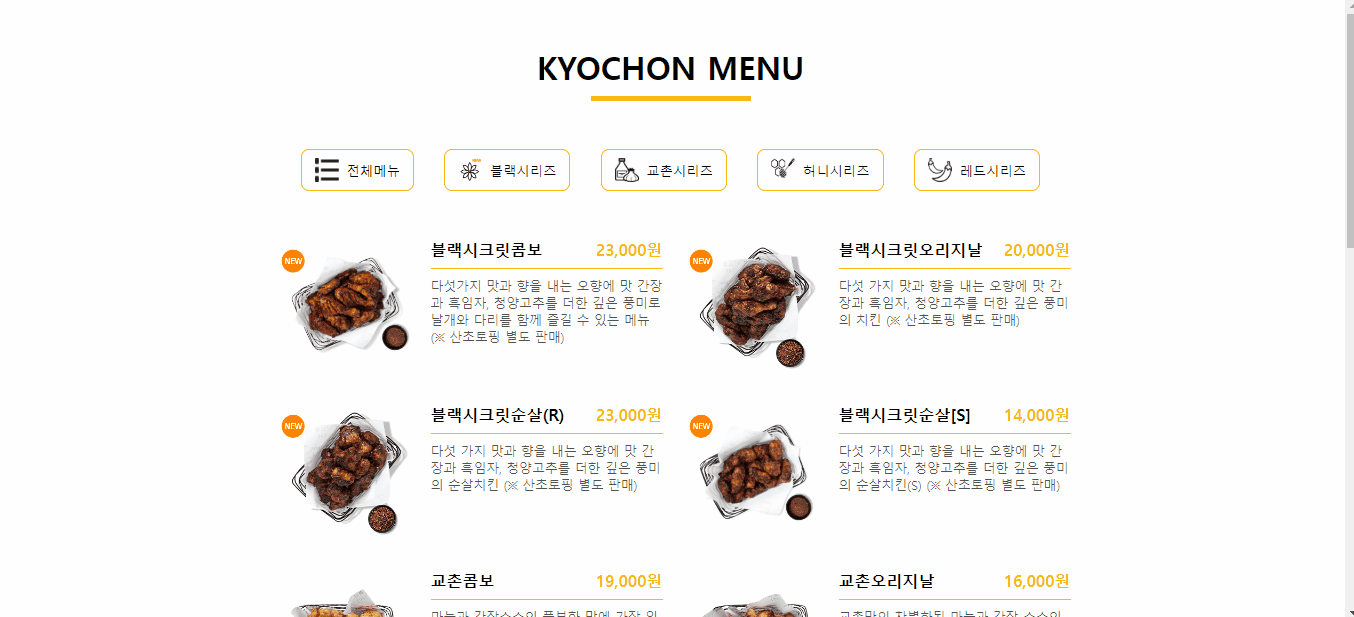 KYOCHON MENU
전체메뉴
블랙시리즈
교촌시리즈
허니시리즈
레드시리즈
NEW
블랙시크릿콤보 23,000원
다섯가지 맛과 향을 내는 오향에 맛 간장
과 흑임자, 청양고추를 더한 깊은 풍미로
날개와 다리를 함께 즐길 수 있는 메뉴
(※ 산초토핑 별도 판매)
NEW
블랙시크릿오리지날 20,000원
다섯 가지 맛과 향을 내는 오향에 맛 간
장과 흑임자, 청양고추를 더한 깊은 풍미
의 치킨 (※ 산초토핑 별도 판매)
NEW
블랙시크릿순살(R) 23,000원
다섯 가지 맛과 향을 내는 오향에 맛 간
장과 흑임자, 청양고추를 더한 깊은 풍미
의 순살치킨 (※ 산초토핑 별도 판매)
NEW
블랙시크릿순살[S] 14,000원
다섯 가지 맛과 향을 내는 오향에 맛 간
장과 흑임자, 청양고추를 더한 깊은 풍미
의 순살치킨(S) (※ 산초토핑 별도 판매)
교촌콤보 19,000원
교촌오리지날 16,000원